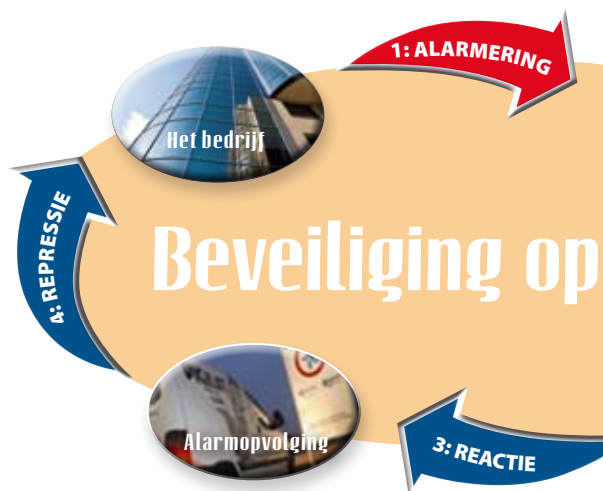 1: ALARMERING
Het bedrijf
4: REPRESSIE
Beveiliging op
Alarmopvolging
3: REACTIE